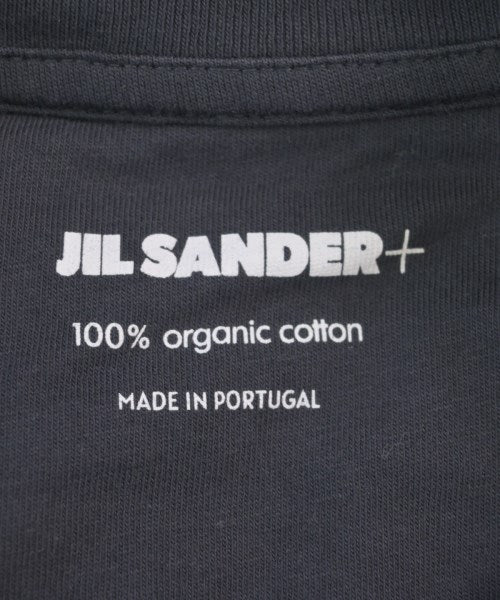 JIL SANDER+
100% organic cotton
MADE IN PORTUGAL